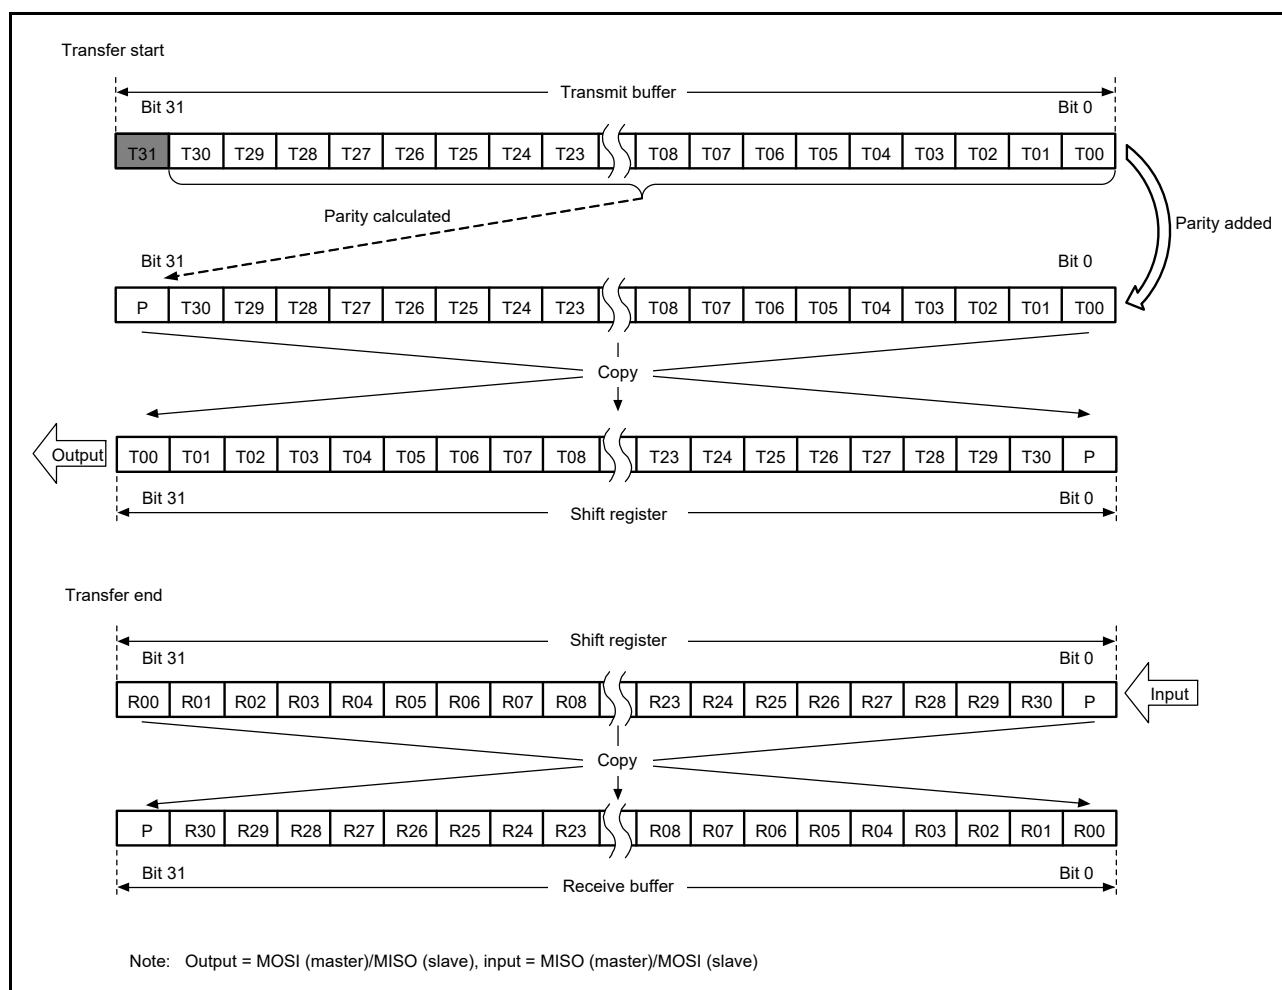 Transfer start
Transmit buffer
Bit 31 Bit 0
T31 T30 T29 T28 T27 T26 T25 T24 T23 T08 T07 T06 T05 T04 T03 T02 T01 T00
Parity calculated
Parity added
Bit 31 Bit 0
P T30 T29 T28 T27 T26 T25 T24 T23 T08 T07 T06 T05 T04 T03 T02 T01 T00
Copy
Output
T00 T01 T02 T03 T04 T05 T06 T07 T08 T23 T24 T25 T26 T27 T28 T29 T30 P
Bit 31 Bit 0
Shift register
Transfer end
Shift register
Bit 31 Bit 0
R00 R01 R02 R03 R04 R05 R06 R07 R08 R23 R24 R25 R26 R27 R28 R29 R30 P
Input
Copy
P R30 R29 R28 R27 R26 R25 R24 R23 R08 R07 R06 R05 R04 R03 R02 R01 R00
Bit 31 Bit 0
Receive buffer
Note: Output = MOSI (master)/MISO (slave), input = MISO (master)/MOSI (slave)